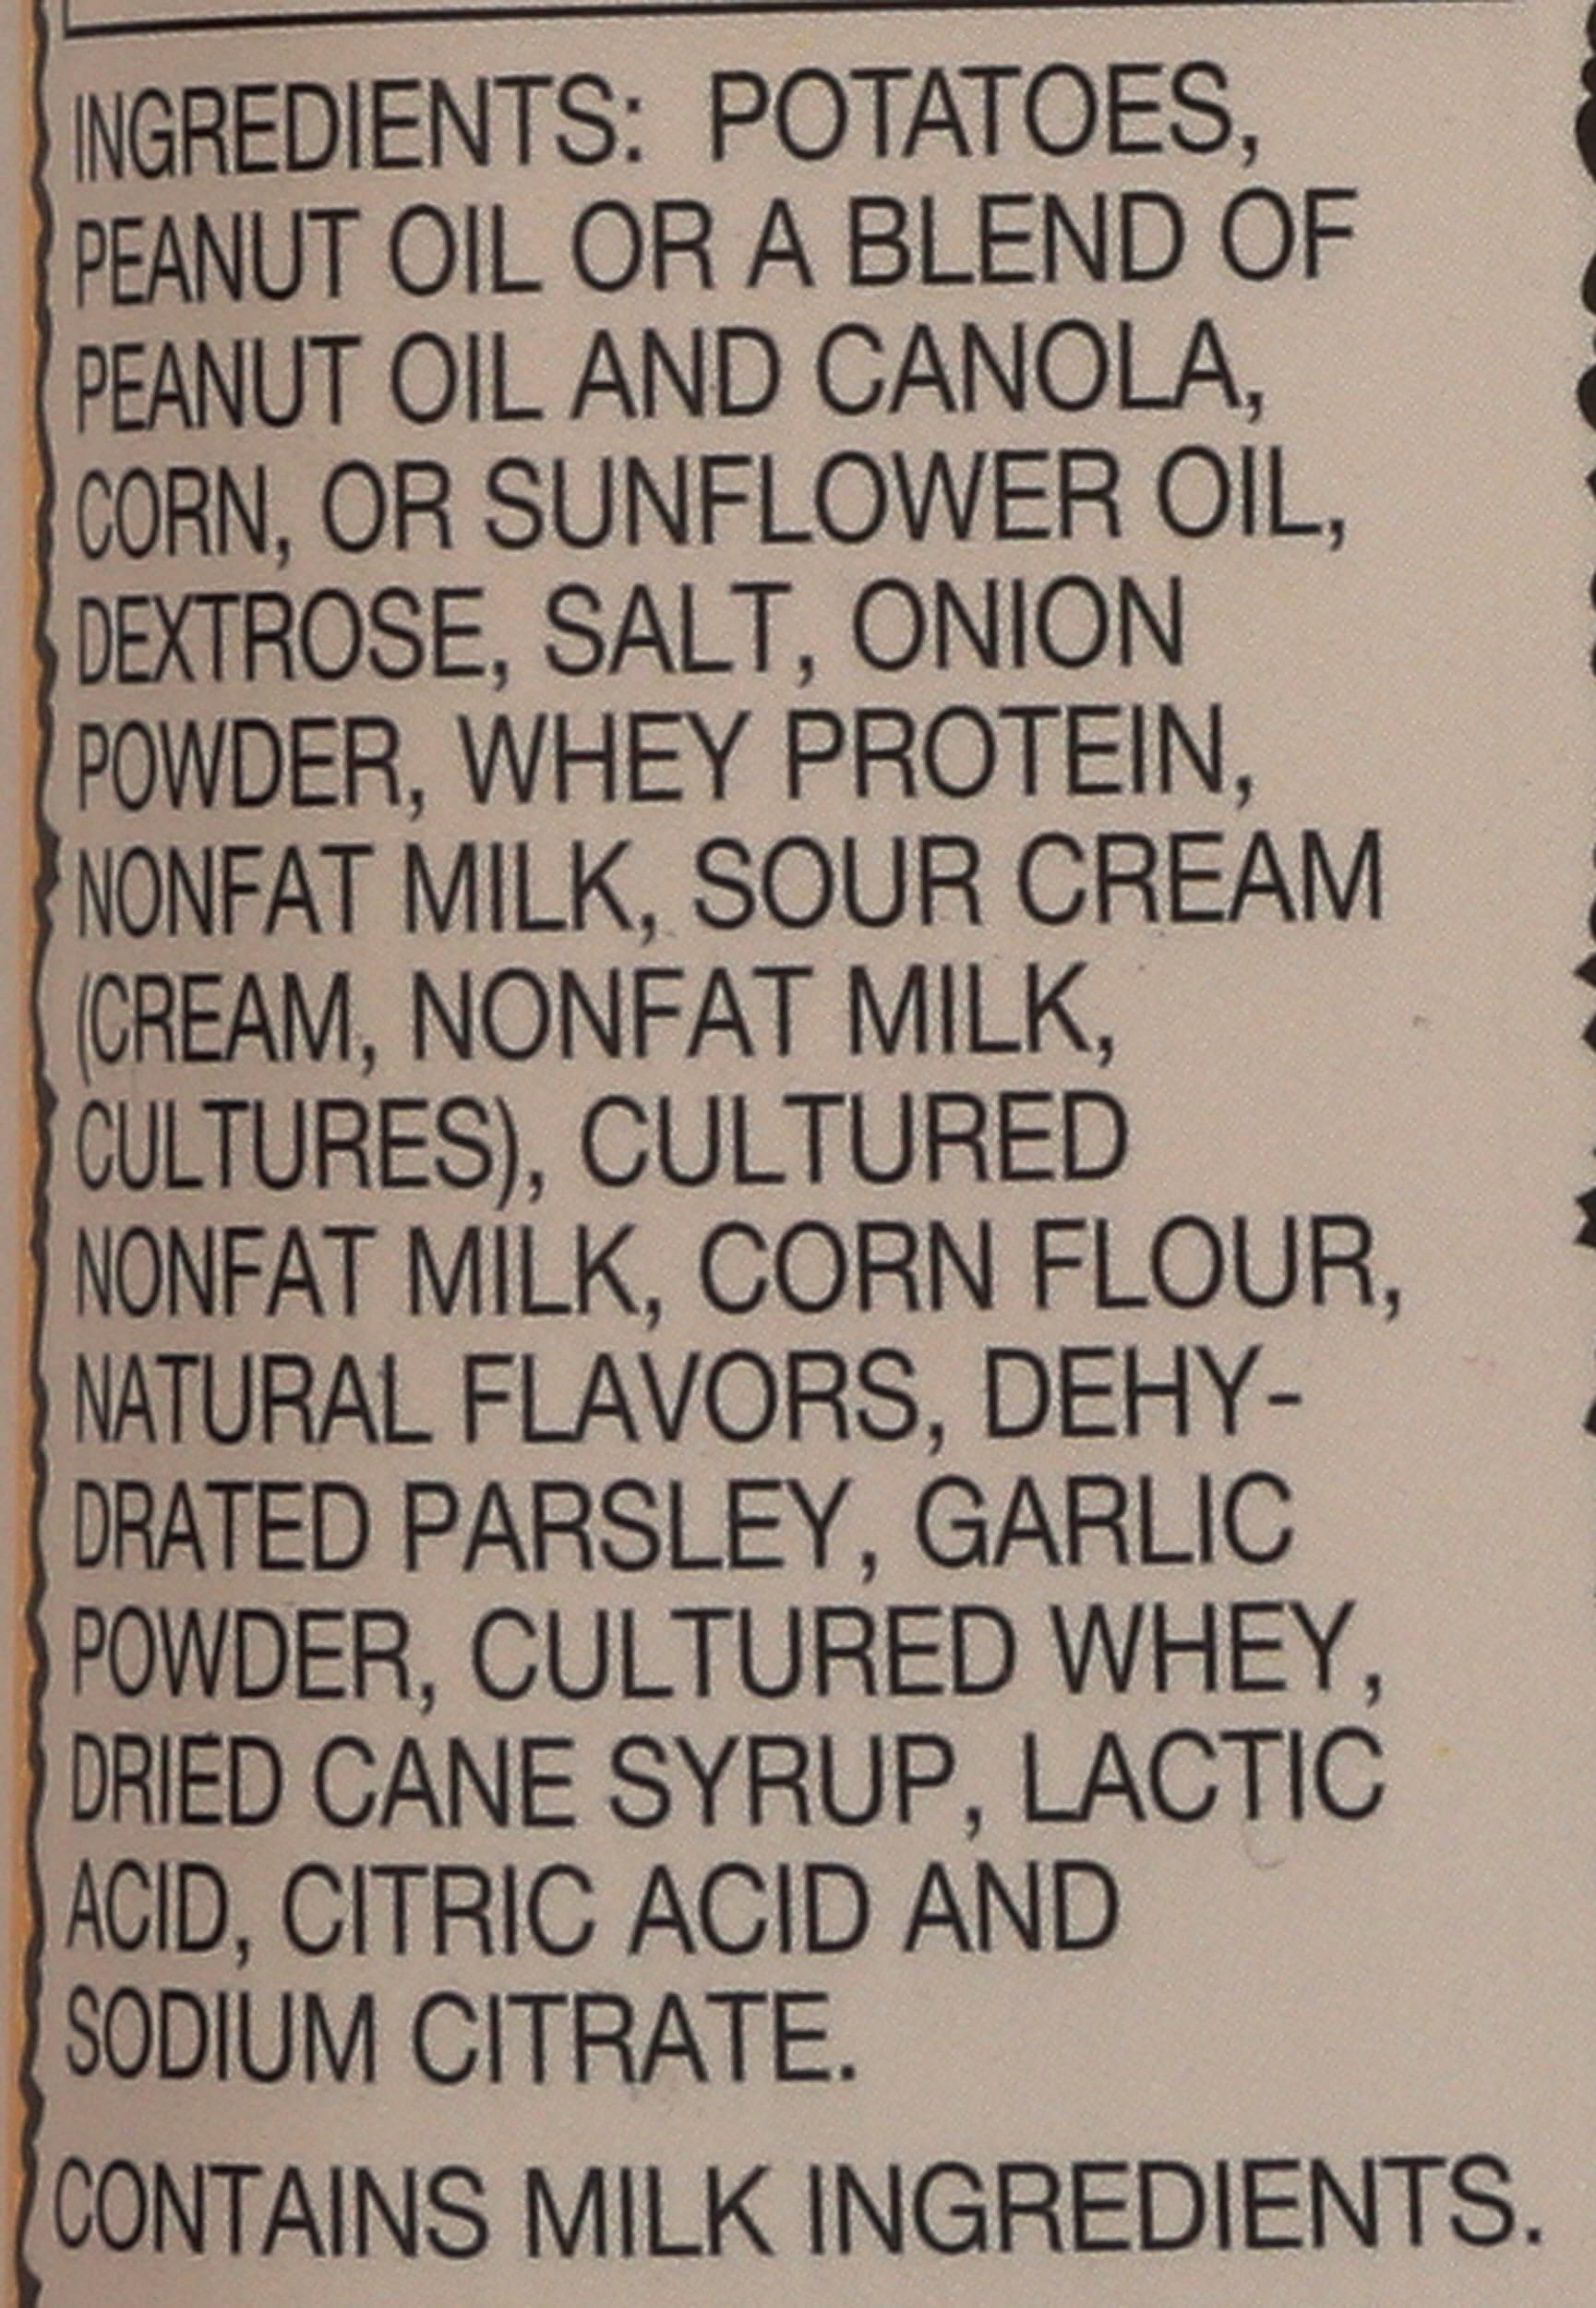 INGREDIENTS: POTATOES,
PEANUT OIL OR A BLEND OF
PEANUT OIL AND CANOLA,
CORN, OR SUNFLOWER OIL,
DEXTROSE, SALT, ONION
POWDER, WHEY PROTEIN,
NONFAT MILK, SOUR CREAM
(CREAM, NONFAT MILK,
CULTURES), CULTURED
NONFAT MILK, CORN FLOUR,
NATURAL FLAVORS, DEHY-
DRATED PARSLEY, GARLIC
POWDER, CULTURED WHEY,
DRIED CANE SYRUP, LACTIC
ACID, CITRIC ACID AND
SODIUM CITRATE.
CONTAINS MILK INGREDIENTS.